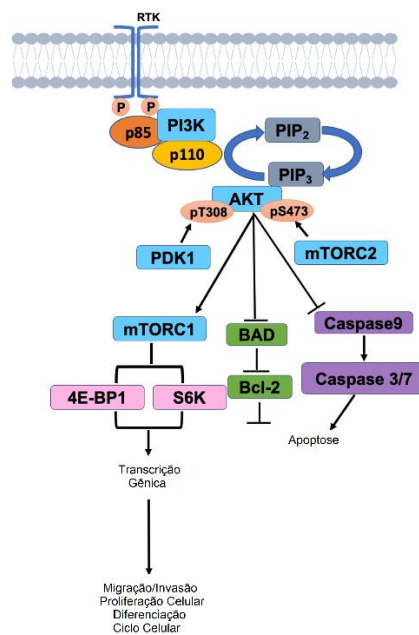 RTK
P P
p85
PI3K
p110
PIP2
PIP3
AKT
pT308
pS473
PDK1
mTORC2
mTORC1
BAD
Caspase9
4E-BP1
S6K
Bcl-2
Caspase 3/7
Apoptose
Transcrição
Gênica
Migração/Invasão
Proliferação Celular
Diferenciação
Ciclo Celular